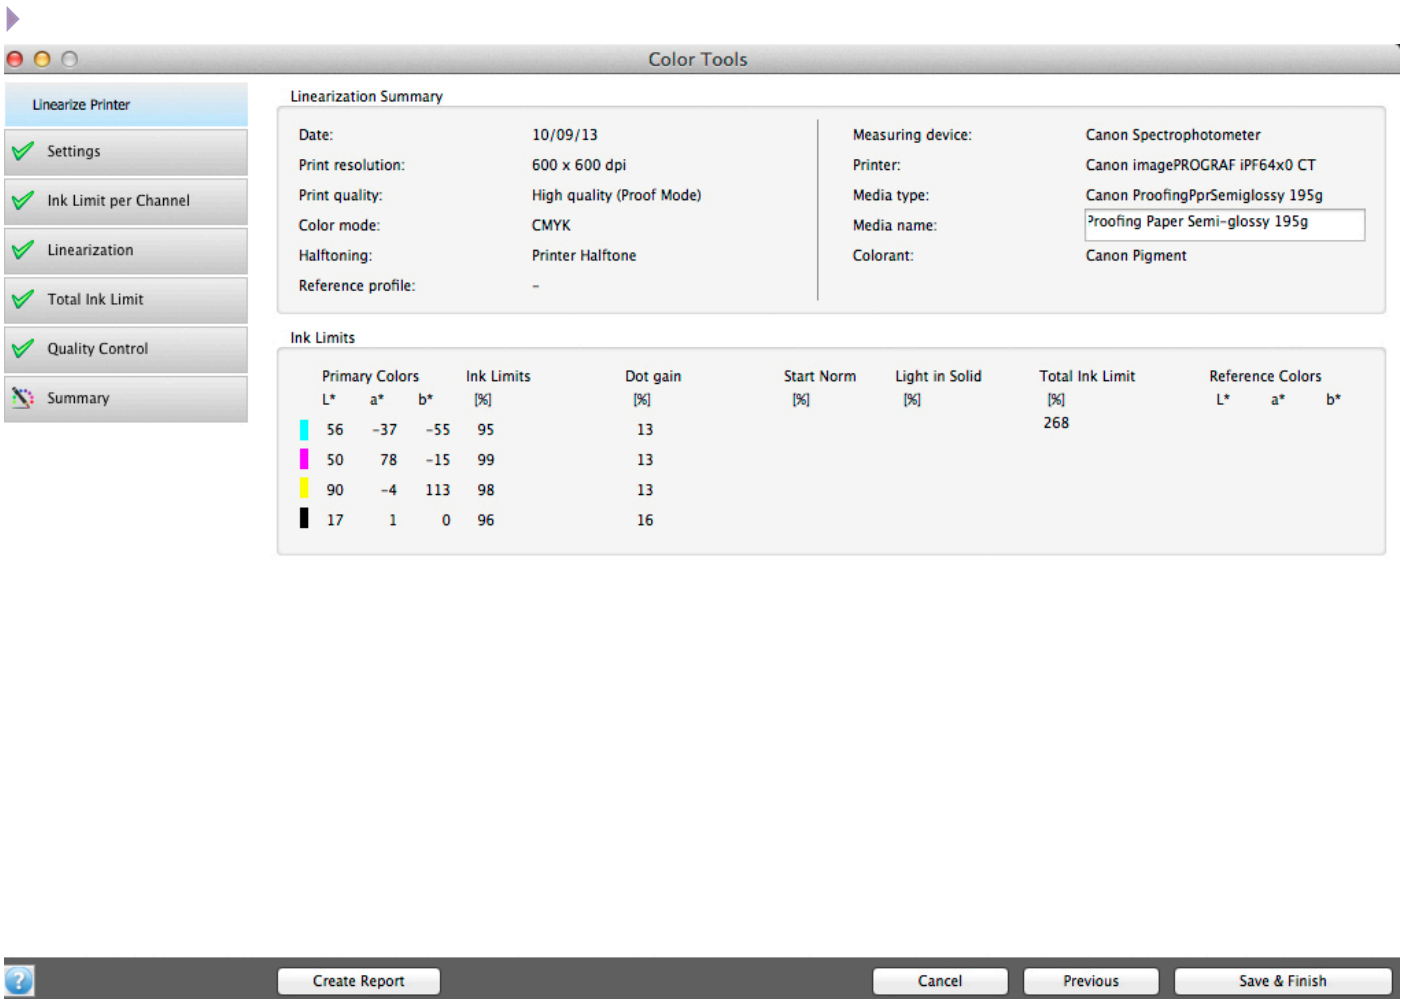 Color Tools
Linearize Printer
Settings
Ink Limit per Channel
Linearization
Total Ink Limit
Quality Control
Summary
Linearization Summary
Date: 10/09/13
Print resolution: 600 x 600 dpi
Print quality: High quality (Proof Mode)
Color mode: CMYK
Halftoning: Printer Halftone
Reference profile: -
Measuring device: Canon Spectrophotometer
Printer: Canon imagePROGRAF iPF64x0 CT
Media type: Canon ProofingPprSemiglossy 195g
Media name: Proofing Paper Semi-glossy 195g
Colorant: Canon Pigment
Ink Limits
Primary Colors Ink Limits Dot gain Start Norm Light in Solid Total Ink Limit Reference Colors
L* a* b* [%] [%] [%] [%] [%] L* a* b*
268
56 -37 -55 95 13
50 78 -15 99 13
90 -4 113 98 13
17 1 0 96 16
? Create Report Cancel Previous Save & Finish